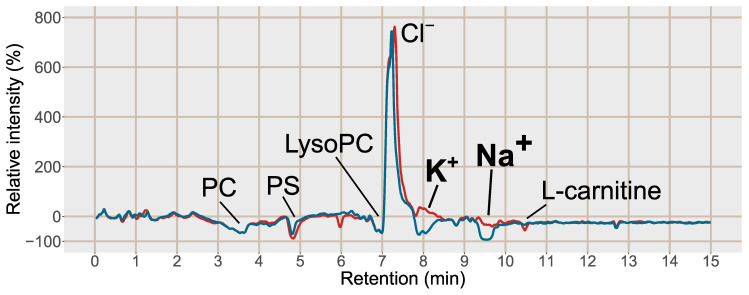 Relative intensity (%)
800
600
400
200
0
−100
Cl⁻
LysoPC
K⁺
Na⁺
PC
PS
L-carnitine
0 1 2 3 4 5 6 7 8 9 10 11 12 13 14 15
Retention (min)